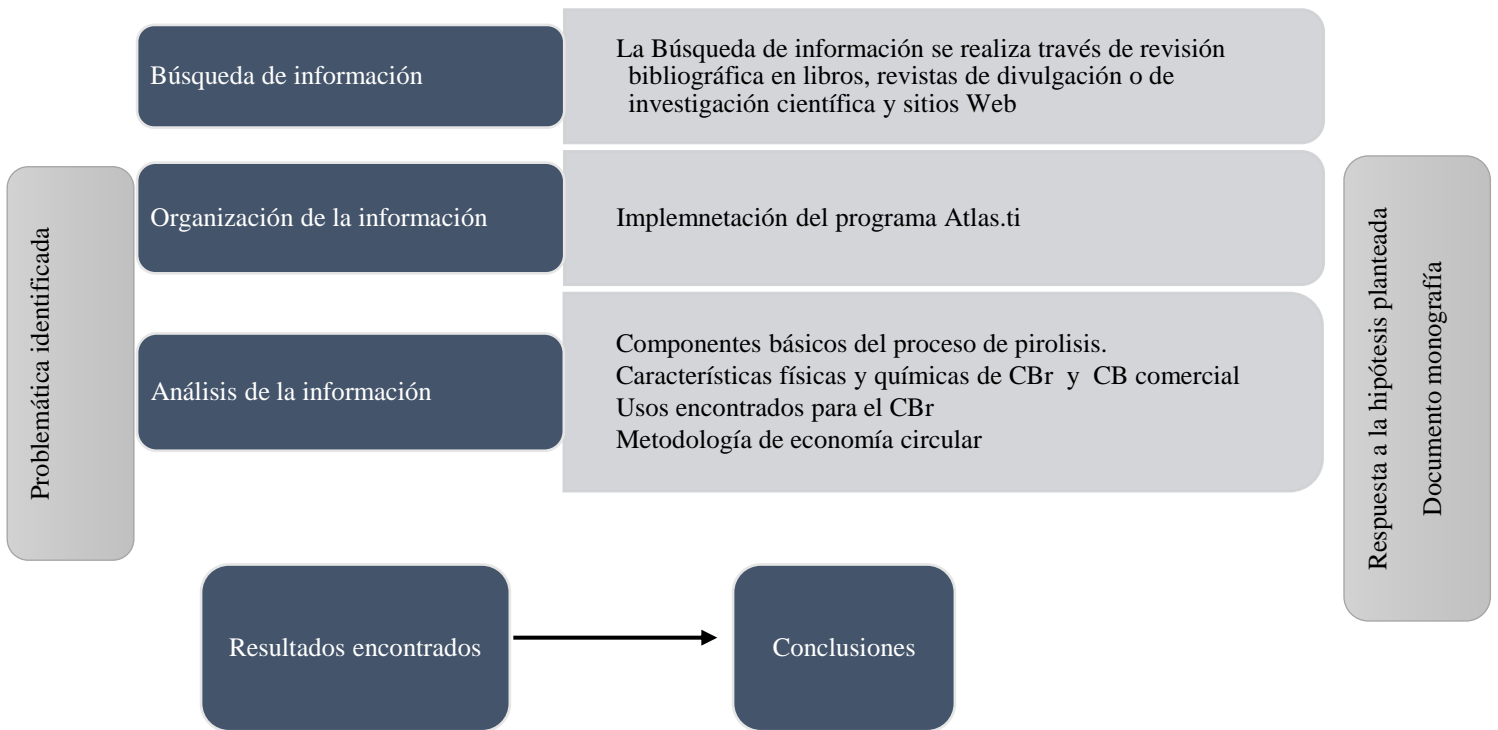 Problemática identificada
Búsqueda de información
La Búsqueda de información se realiza través de revisión
bibliográfica en libros, revistas de divulgación o de
investigación científica y sitios Web
Organización de la información
Implemnetación del programa Atlas.ti
Análisis de la información
Componentes básicos del proceso de pirolisis.
Características físicas y químicas de CBr y CB comercial
Usos encontrados para el CBr
Metodología de economía circular
Resultados encontrados
Conclusiones
Respuesta a la hipótesis planteada
Documento monografía